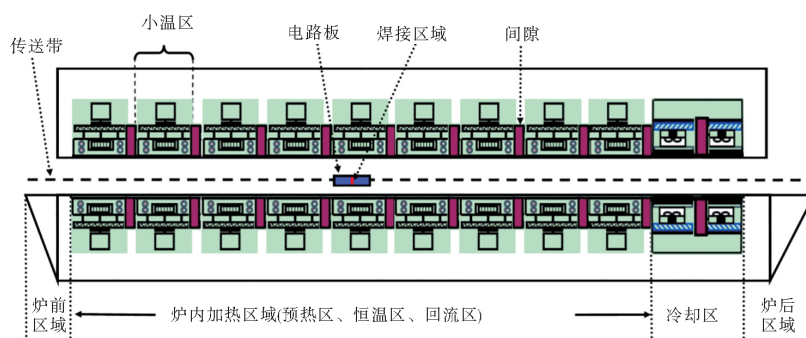 小温区
电路板
焊接区域
间隙
传送带
炉前
区域
炉内加热区域(预热区、恒温区、回流区)
冷却区
炉后
区域